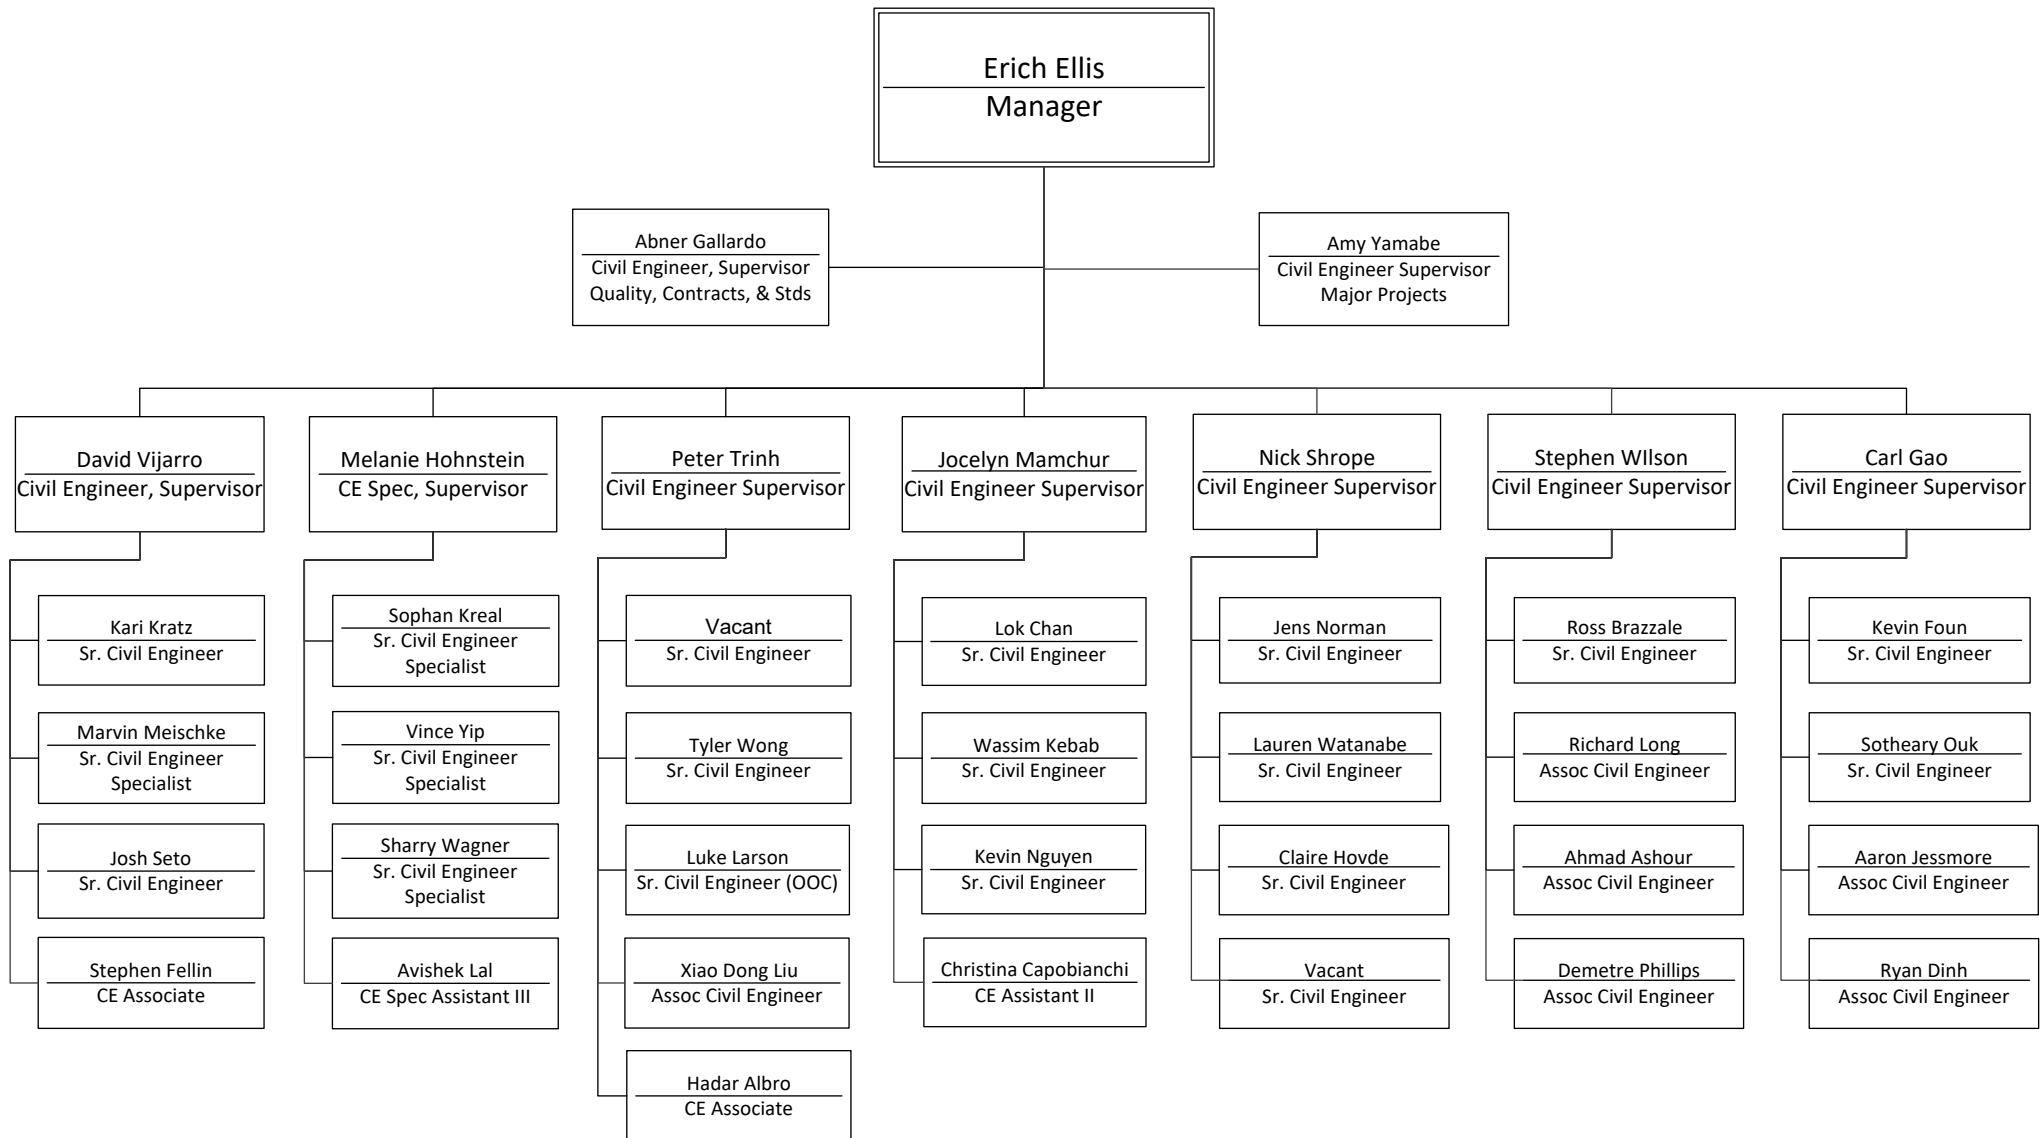 Erich Ellis
Manager
Abner Gallardo
Civil Engineer, Supervisor
Quality, Contracts, & Stds
Amy Yamabe
Civil Engineer Supervisor
Major Projects
David Vijarro
Civil Engineer, Supervisor
Melanie Hohnstein
CE Spec, Supervisor
Peter Trinh
Civil Engineer Supervisor
Jocelyn Mamchur
Civil Engineer Supervisor
Nick Shrope
Civil Engineer Supervisor
Stephen WIlson
Civil Engineer Supervisor
Carl Gao
Civil Engineer Supervisor
Kari Kratz
Sr. Civil Engineer
Marvin Meischke
Sr. Civil Engineer
Specialist
Josh Seto
Sr. Civil Engineer
Stephen Fellin
CE Associate
Sophan Kreal
Sr. Civil Engineer
Specialist
Vince Yip
Sr. Civil Engineer
Specialist
Sharry Wagner
Sr. Civil Engineer
Specialist
Avishek Lal
CE Spec Assistant III
Vacant
Sr. Civil Engineer
Tyler Wong
Sr. Civil Engineer
Luke Larson
Sr. Civil Engineer (OOC)
Xiao Dong Liu
Assoc Civil Engineer
Hadar Albro
CE Associate
Lok Chan
Sr. Civil Engineer
Wassim Kebab
Sr. Civil Engineer
Kevin Nguyen
Sr. Civil Engineer
Christina Capobianchi
CE Assistant II
Jens Norman
Sr. Civil Engineer
Lauren Watanabe
Sr. Civil Engineer
Claire Hovde
Sr. Civil Engineer
Vacant
Sr. Civil Engineer
Ross Brazzale
Sr. Civil Engineer
Richard Long
Assoc Civil Engineer
Ahmad Ashour
Assoc Civil Engineer
Demetre Phillips
Assoc Civil Engineer
Kevin Foun
Sr. Civil Engineer
Sotheary Ouk
Sr. Civil Engineer
Aaron Jessmore
Assoc Civil Engineer
Ryan Dinh
Assoc Civil Engineer